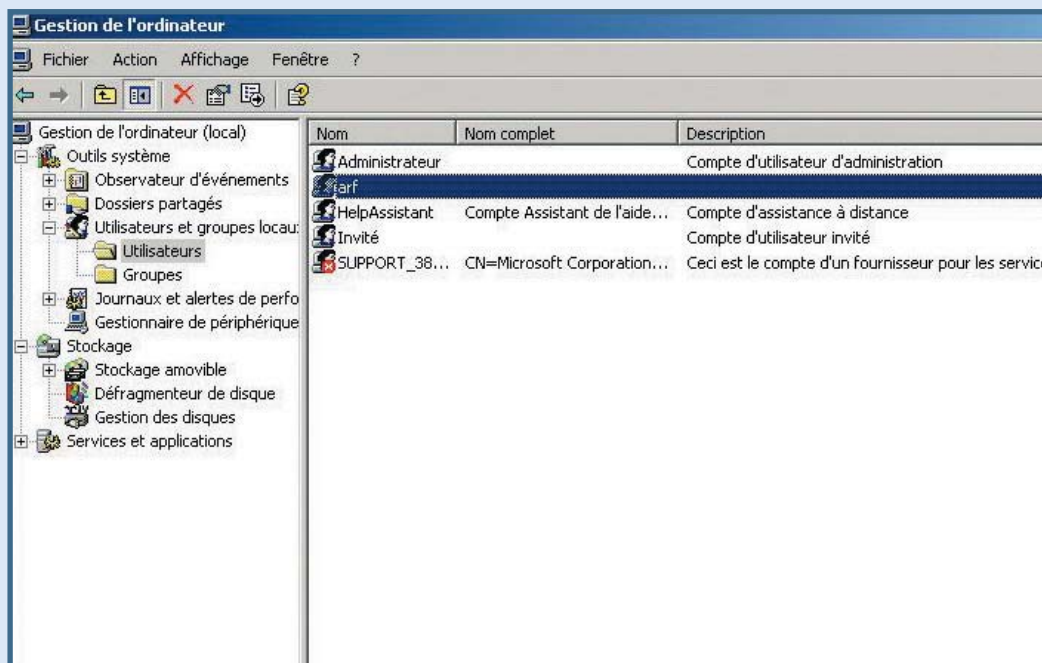 Gestion de l'ordinateur
Fichier Action Affichage Fenêtre ?
Gestion de l'ordinateur (local)
Outils système
Observateur d'événements
Dossiers partagés
Utilisateurs et groupes locau
Utilisateurs
Groupes
Journaux et alertes de perfo
Gestionnaire de périphérique
Stockage
Stockage amovible
Défragmenteur de disque
Gestion des disques
Services et applications
Nom Nom complet Description
Administrateur Compte d'utilisateur d'administration
arf
HelpAssistant Compte Assistant de l'aide... Compte d'assistance à distance
Invité Compte d'utilisateur invité
SUPPORT_38... CN=Microsoft Corporation... Ceci est le compte d'un fournisseur pour les service